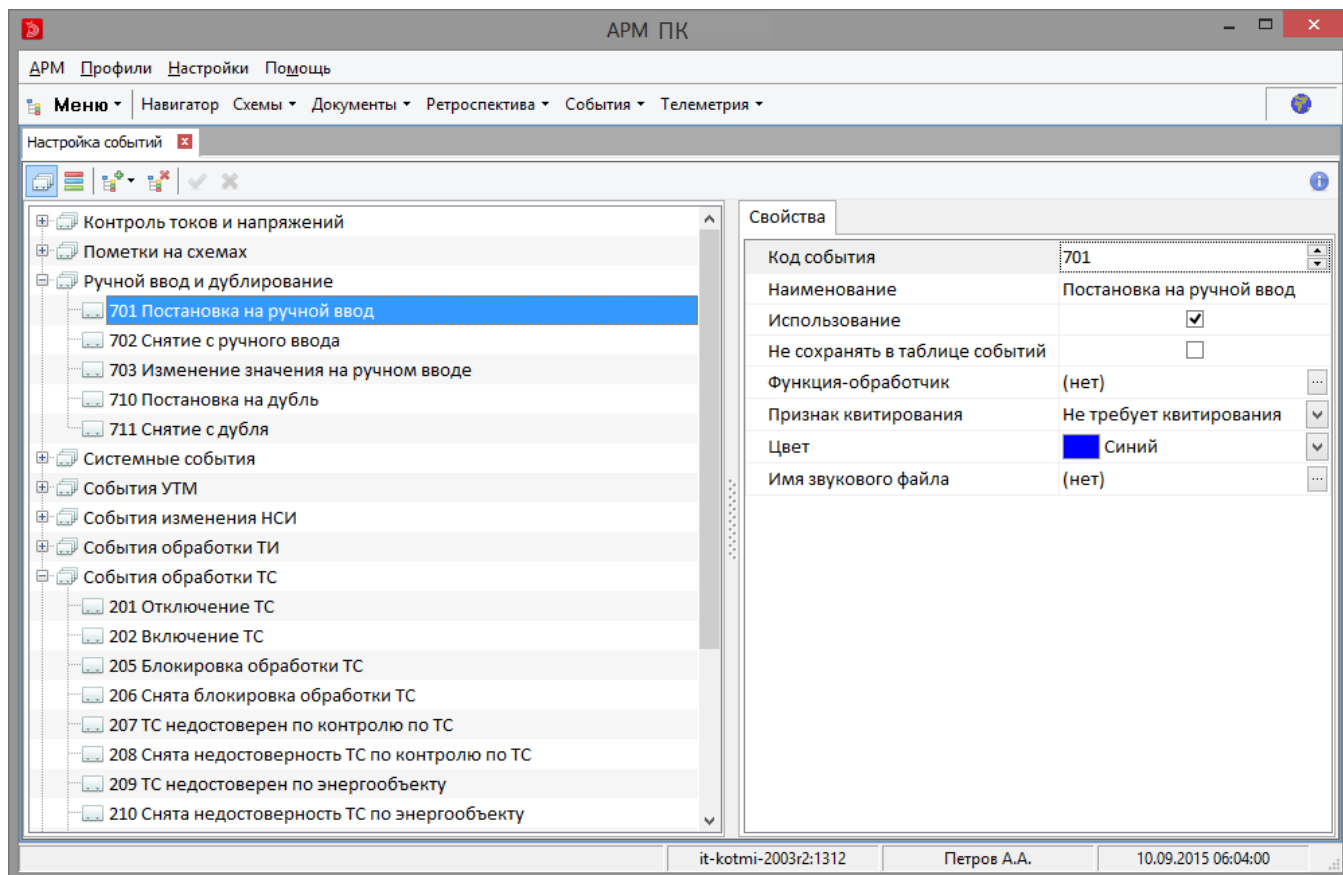 АРМ ПК
АРМ Профили Настройки Помощь
Меню Навигатор Схемы Документы Ретроспектива События Телеметрия
Настройка событий
Контроль токов и напряжений
Пометки на схемах
Ручной ввод и дублирование
701 Постановка на ручной ввод
702 Снятие с ручного ввода
703 Изменение значения на ручном вводе
710 Постановка на дубль
711 Снятие с дубля
Системные события
События УТМ
События изменения НСИ
События обработки ТИ
События обработки ТС
201 Отключение ТС
202 Включение ТС
205 Блокировка обработки ТС
206 Снята блокировка обработки ТС
207 ТС недостоверен по контролю по ТС
208 Снята недостоверность ТС по контролю по ТС
209 ТС недостоверен по энергообъекту
210 Снята недостоверность ТС по энергообъекту
Свойства
Код события 701
Наименование Постановка на ручной ввод
Использование
Не сохранять в таблице событий
Функция-обработчик (нет) ...
Признак квитирования Не требует квитирования
Цвет Синий
Имя звукового файла (нет) ...
it-kotmi-2003r2:1312 Петров А.А. 10.09.2015 06:04:00